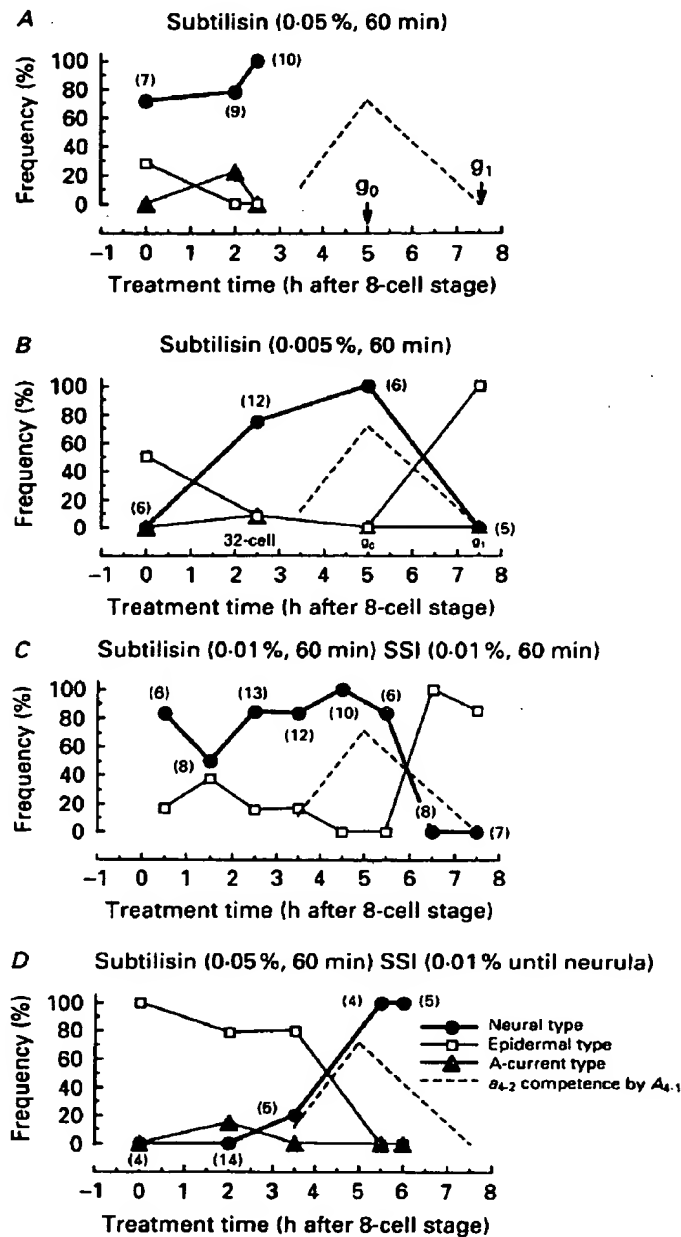 A Subtilisin (0·05%, 60 min)
Frequency (%)
100
80
60
40
20
0
(7)
(9)
(10)
g0
g1
−1 0 1 2 3 4 5 6 7 8
Treatment time (h after 8-cell stage)
B Subtilisin (0·005%, 60 min)
Frequency (%)
100
80
60
40
20
0
(6)
(12)
(6)
(5)
32-cell
g0
g1
−1 0 1 2 3 4 5 6 7 8
Treatment time (h after 8-cell stage)
C Subtilisin (0·01%, 60 min) SSI (0·01%, 60 min)
Frequency (%)
100
80
60
40
20
0
(6)
(8)
(13)
(12)
(10)
(6)
(8)
(7)
−1 0 1 2 3 4 5 6 7 8
Treatment time (h after 8-cell stage)
D Subtilisin (0·05%, 60 min) SSI (0·01% until neurula)
Frequency (%)
100
80
60
40
20
0
(4)
(14)
(5)
(4)
(5)
Neural type
Epidermal type
A-current type
a4-2 competence by A4-1
−1 0 1 2 3 4 5 6 7 8
Treatment time (h after 8-cell stage)